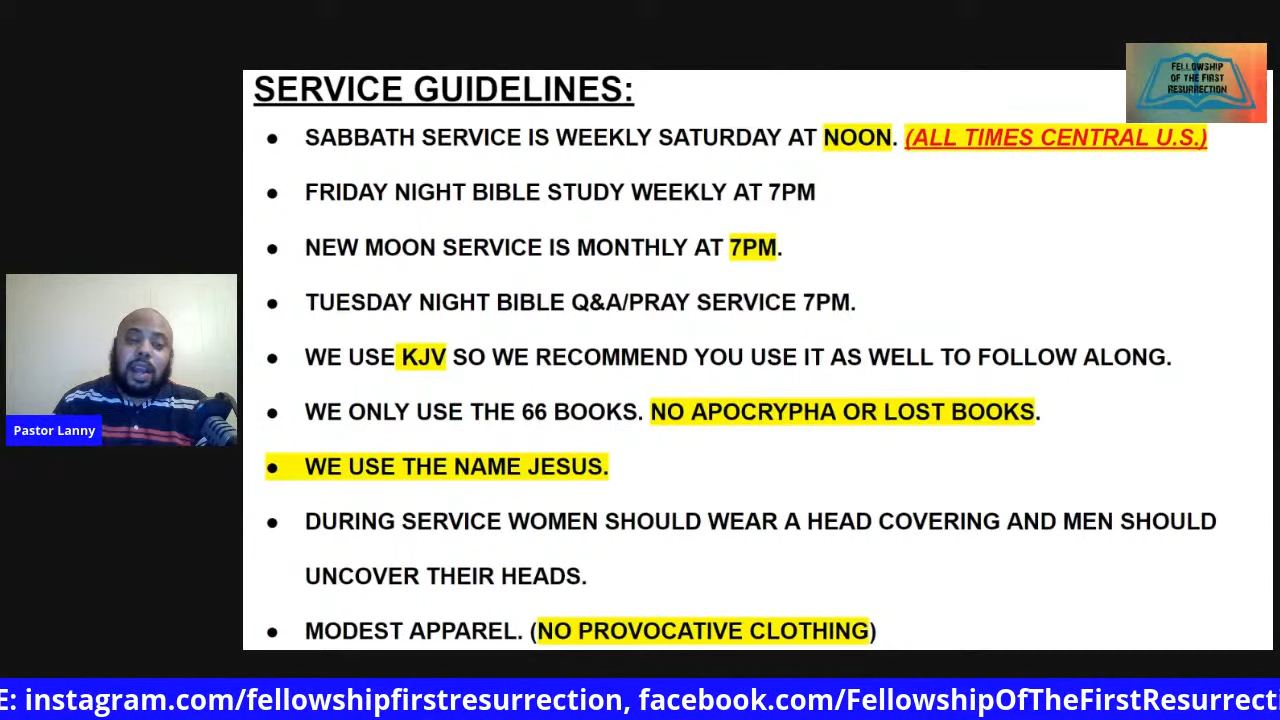 FELLOWSHIP
OF THE FIRST
RESURRECTION
SERVICE GUIDELINES:
● SABBATH SERVICE IS WEEKLY SATURDAY AT NOON. (ALL TIMES CENTRAL U.S.)
● FRIDAY NIGHT BIBLE STUDY WEEKLY AT 7PM
● NEW MOON SERVICE IS MONTHLY AT 7PM.
● TUESDAY NIGHT BIBLE Q&A/PRAY SERVICE 7PM.
● WE USE KJV SO WE RECOMMEND YOU USE IT AS WELL TO FOLLOW ALONG.
● WE ONLY USE THE 66 BOOKS. NO APOCRYPHA OR LOST BOOKS.
● WE USE THE NAME JESUS.
● DURING SERVICE WOMEN SHOULD WEAR A HEAD COVERING AND MEN SHOULD
UNCOVER THEIR HEADS.
● MODEST APPAREL. (NO PROVOCATIVE CLOTHING)
Pastor Lanny
E: instagram.com/fellowshipfirstresurrection, facebook.com/FellowshipOfTheFirstResurrecti